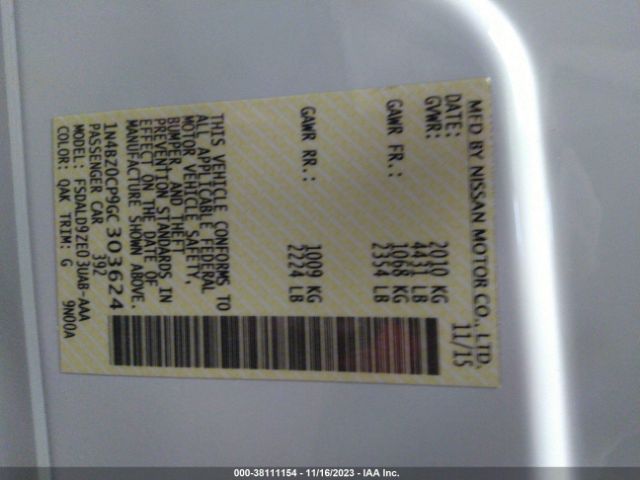 MFD BY NISSAN MOTOR CO., LTD.
DATE: 11/15
GVWR: 2010 KG
4431 LB
GAWR FR.: 1068 KG
2354 LB
GAWR RR.: 1009 KG
2224 LB
THIS VEHICLE CONFORMS TO
ALL APPLICABLE FEDERAL
MOTOR VEHICLE SAFETY,
BUMPER, AND THEFT
PREVENTION STANDARDS IN
EFFECT ON THE DATE OF
MANUFACTURE SHOWN ABOVE.
1N4BZ0CP9GC303624
PASSENGER CAR 392
MODEL: FSDALD9ZE03UAB-AAA
COLOR: QAK TRIM: G 9N00A
000-38111154 - 11/16/2023 - IAA Inc.